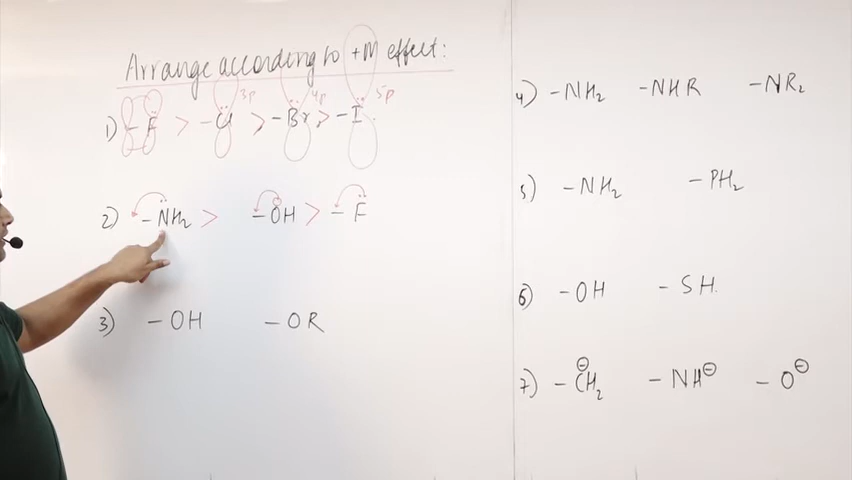 Arrange according to +M effect:
3p 4p 5p
1) -F > -Cl > -Br > -I.
2) -NH₂ > -OH > -F
3) -OH -OR
4) -NH₂ -NHR -NR₂
5) -NH₂ -PH₂
6) -OH -SH.
7) -CH₂⊖ -NH⊖ -O⊖